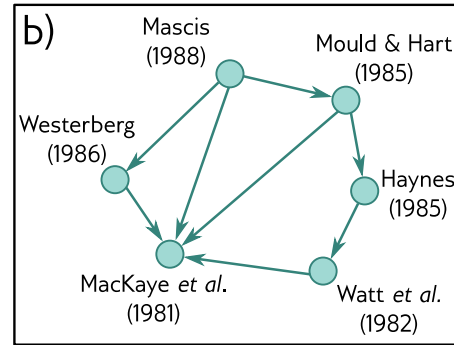 b)
Mascis
(1988)
Mould & Hart
(1985)
Westerberg
(1986)
Haynes
(1985)
MacKaye et al.
(1981)
Watt et al.
(1982)